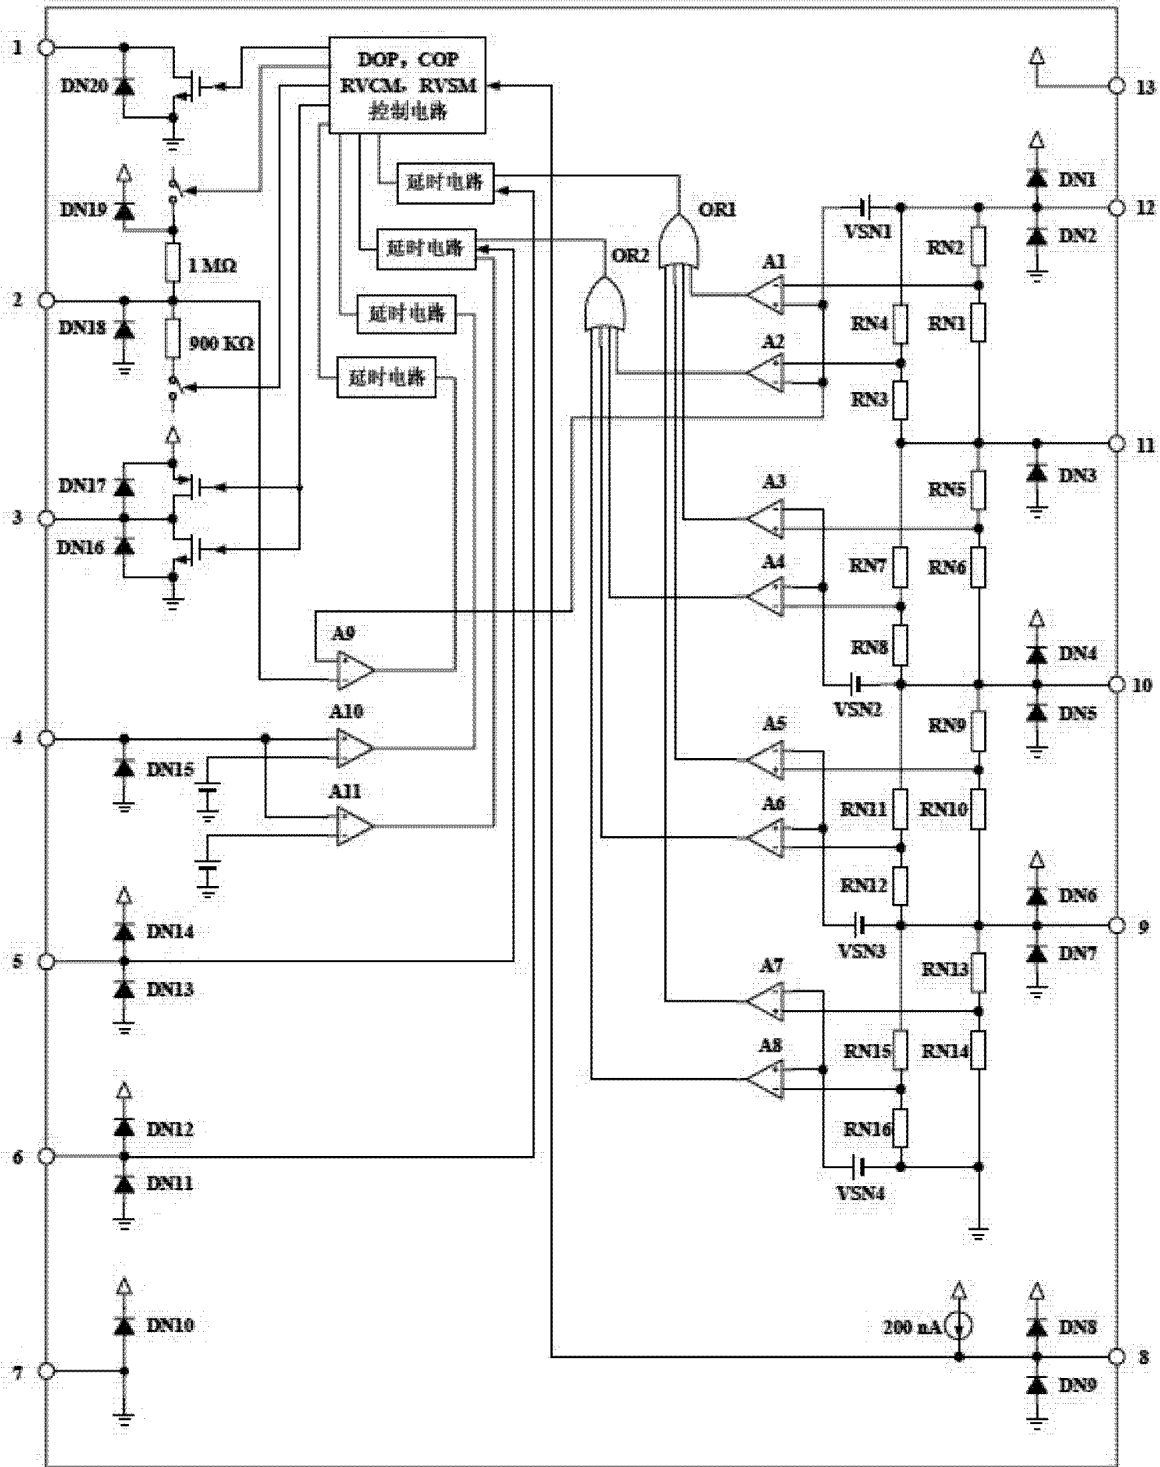 1
DN20
DOP，COP
RVCM，RVSM
控制电路
13
延时电路
DN1
12
DN19
OR1
VSN1
DN2
延时电路
OR2
RN2
1 MΩ
A1
2
DN18
延时电路
RN4
RN1
900 KΩ
A2
延时电路
RN3
11
DN17
A3
RN5
DN3
3
DN16
A4
RN7
RN6
A9
RN8
DN4
10
VSN2
A10
DN5
4
A5
RN9
DN15
A11
A6
RN11
RN10
RN12
DN6
DN14
9
VSN3
DN7
5
A7
RN13
DN13
A8
RN15
RN14
DN12
RN16
6
VSN4
DN11
DN10
200 nA
DN8
8
7
DN9